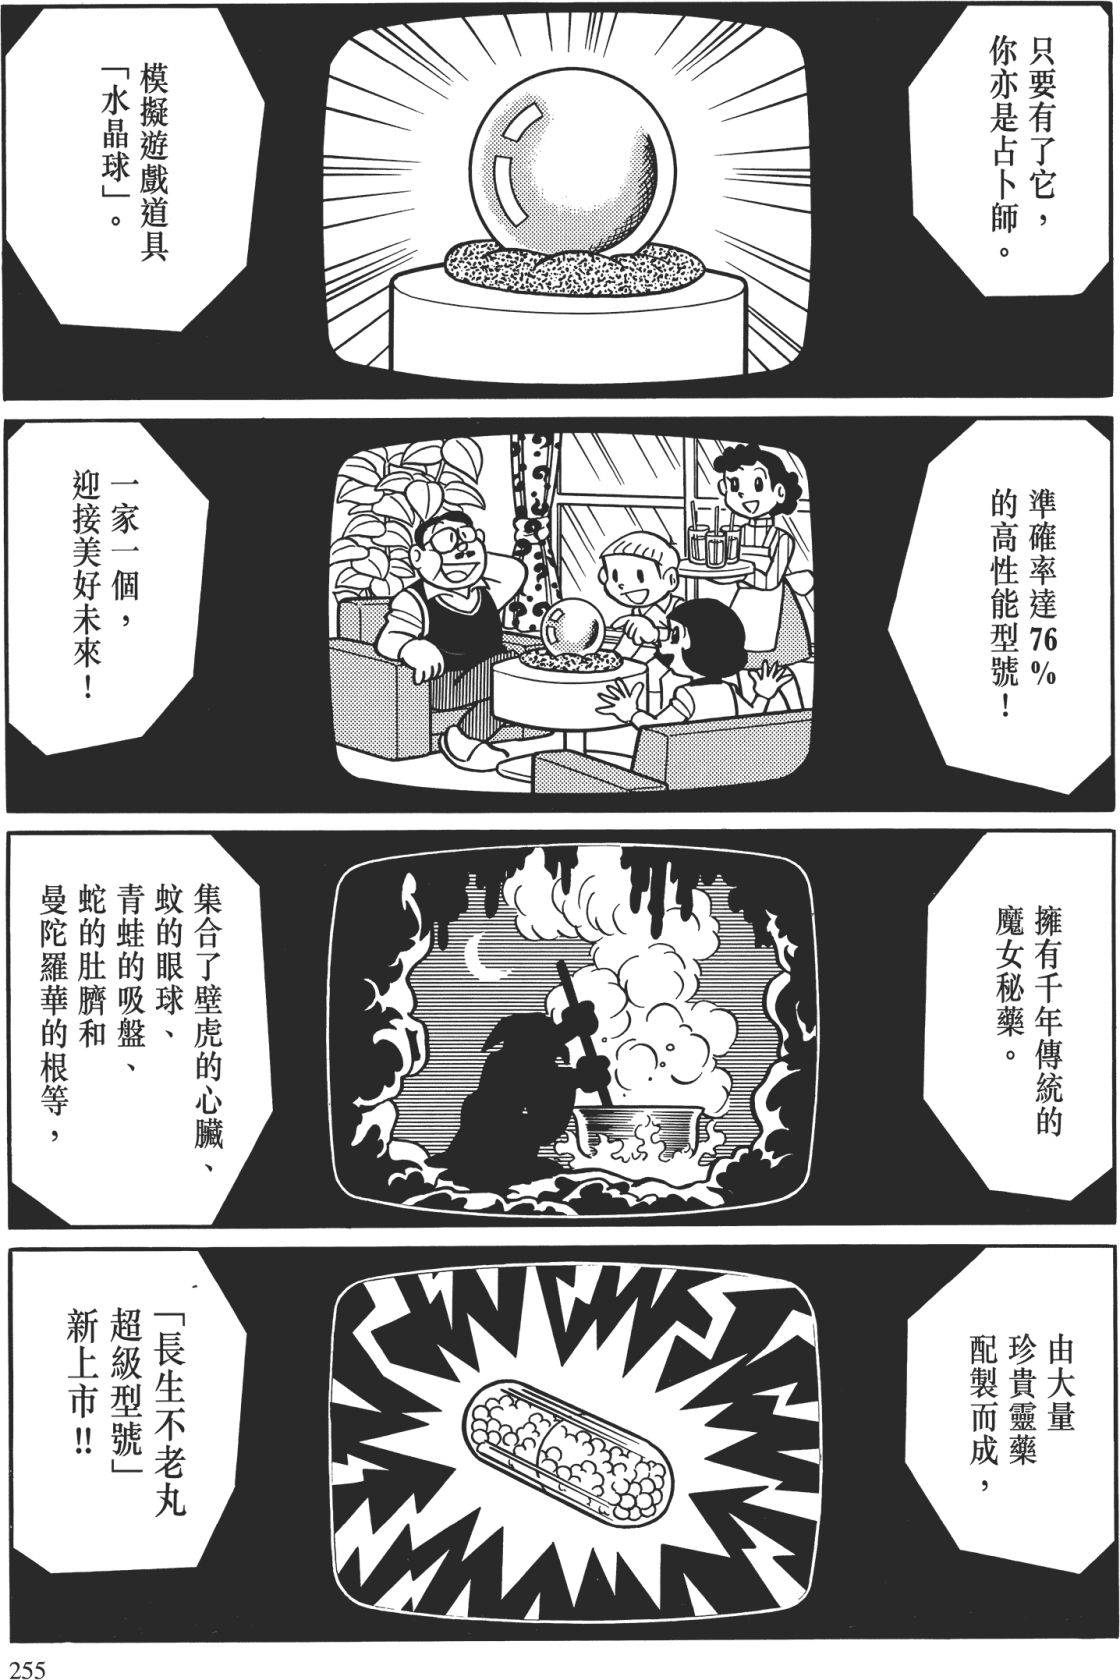 只要有了它，
你亦是占卜師。
模擬遊戲道具
「水晶球」。
準確率達76%
的高性能型號！
一家一個，
迎接美好未來！
擁有千年傳統的
魔女秘藥。
集合了壁虎的心臟、
蚊的眼球、
青蛙的吸盤、
蛇的肚臍和
曼陀羅華的根等，
由大量
珍貴靈藥
配製而成，
「長生不老丸
超級型號」
新上市!!
255